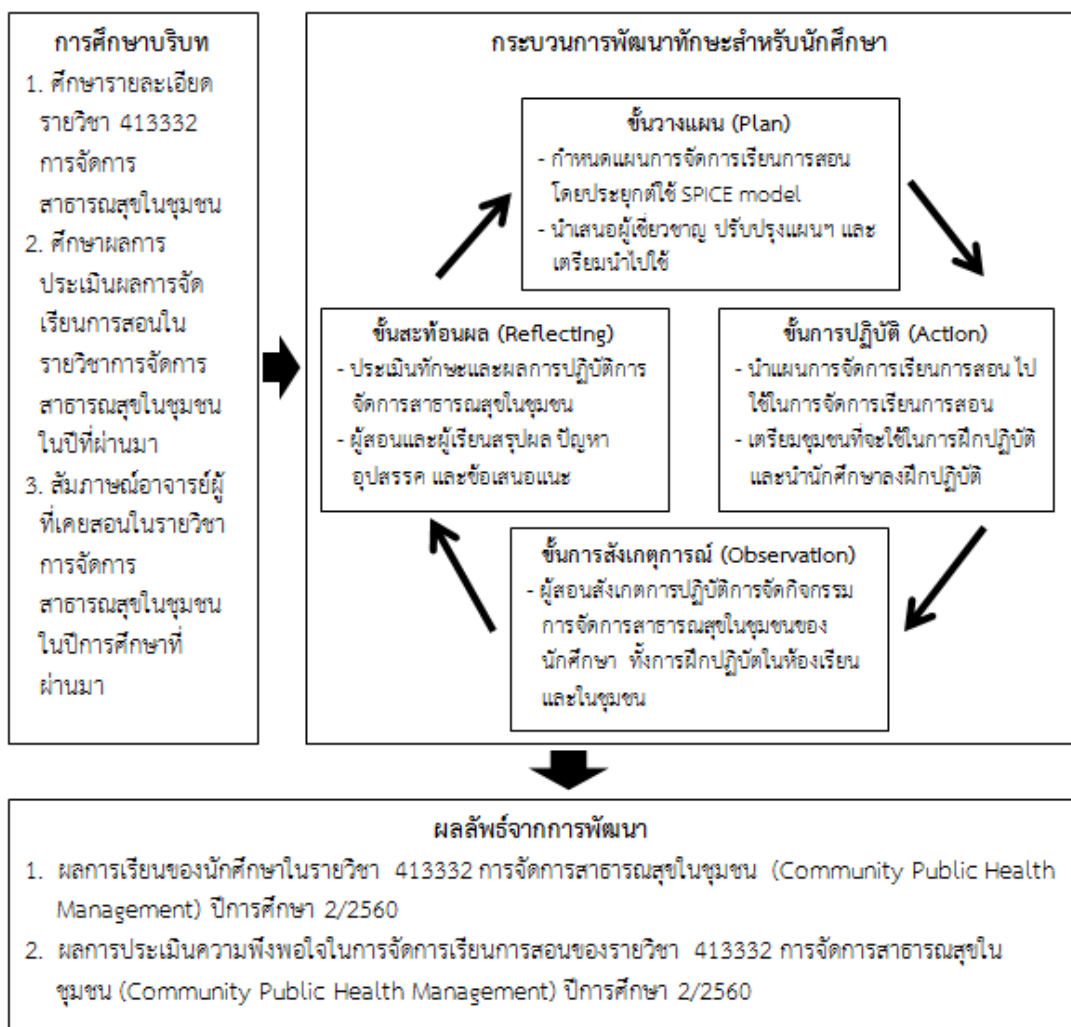 การศึกษาบริบท
1. ศึกษารายละเอียด
รายวิชา 413332
การจัดการ
สาธารณสุขในชุมชน
2. ศึกษาผลการ
ประเมินผลการจัด
เรียนการสอนใน
รายวิชาการจัดการ
สาธารณสุขในชุมชน
ในปีที่ผ่านมา
3. สัมภาษณ์อาจารย์ผู้
ที่เคยสอนในรายวิชา
การจัดการ
สาธารณสุขในชุมชน
ในปีการศึกษาที่
ผ่านมา
กระบวนการพัฒนาทักษะสำหรับนักศึกษา
ขั้นวางแผน (Plan)
- กำหนดแผนการจัดการเรียนการสอน
โดยประยุกต์ใช้ SPICE model
- นำเสนอผู้เชี่ยวชาญ ปรับปรุงแผนฯ และ
เตรียมนำไปใช้
ขั้นการปฏิบัติ (Action)
- นำแผนการจัดการเรียนการสอน ไป
ใช้ในการจัดการเรียนการสอน
- เตรียมชุมชนที่จะใช้ในการฝึกปฏิบัติ
และนำนักศึกษาลงฝึกปฏิบัติ
ขั้นการสังเกตุการณ์ (Observation)
- ผู้สอนสังเกตการปฏิบัติการจัดกิจกรรม
การจัดการสาธารณสุขในชุมชนของ
นักศึกษา ทั้งการฝึกปฏิบัตในห้องเรียน
และในชุมชน
ขั้นสะท้อนผล (Reflecting)
- ประเมินทักษะและผลการปฏิบัติการ
จัดการสาธารณสุขในชุมชน
- ผู้สอนและผู้เรียนสรุปผล ปัญหา
อุปสรรค และข้อเสนอแนะ
ผลลัพธ์จากการพัฒนา
1. ผลการเรียนของนักศึกษาในรายวิชา 413332 การจัดการสาธารณสุขในชุมชน (Community Public Health
Management) ปีการศึกษา 2/2560
2. ผลการประเมินความพึงพอใจในการจัดการเรียนการสอนของรายวิชา 413332 การจัดการสาธารณสุขใน
ชุมชน (Community Public Health Management) ปีการศึกษา 2/2560